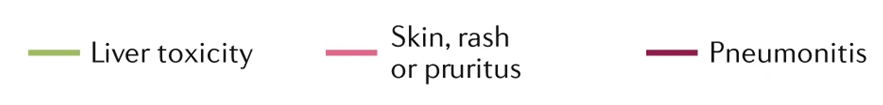 Liver toxicity
Skin, rash
or pruritus
Pneumonitis